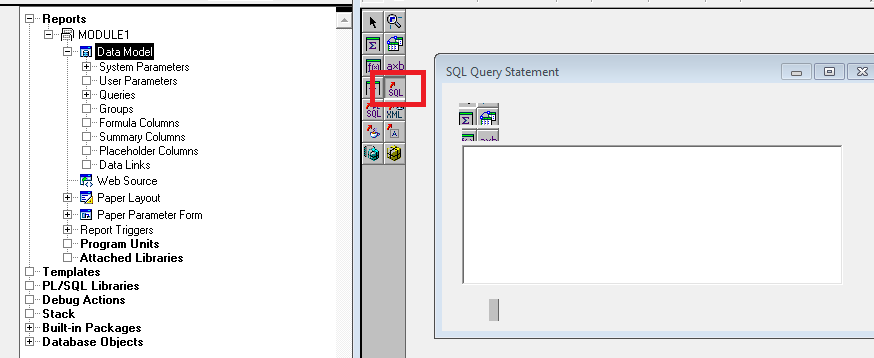 Reports
MODULE1
Data Model
System Parameters
User Parameters
Queries
Groups
Formula Columns
Summary Columns
Placeholder Columns
Data Links
Web Source
Paper Layout
Paper Parameter Form
Report Triggers
Program Units
Attached Libraries
Templates
PL/SQL Libraries
Debug Actions
Stack
Built-in Packages
Database Objects
Σ
f(x) a×b
SQL
SQL XML
A
SQL Query Statement
Σ